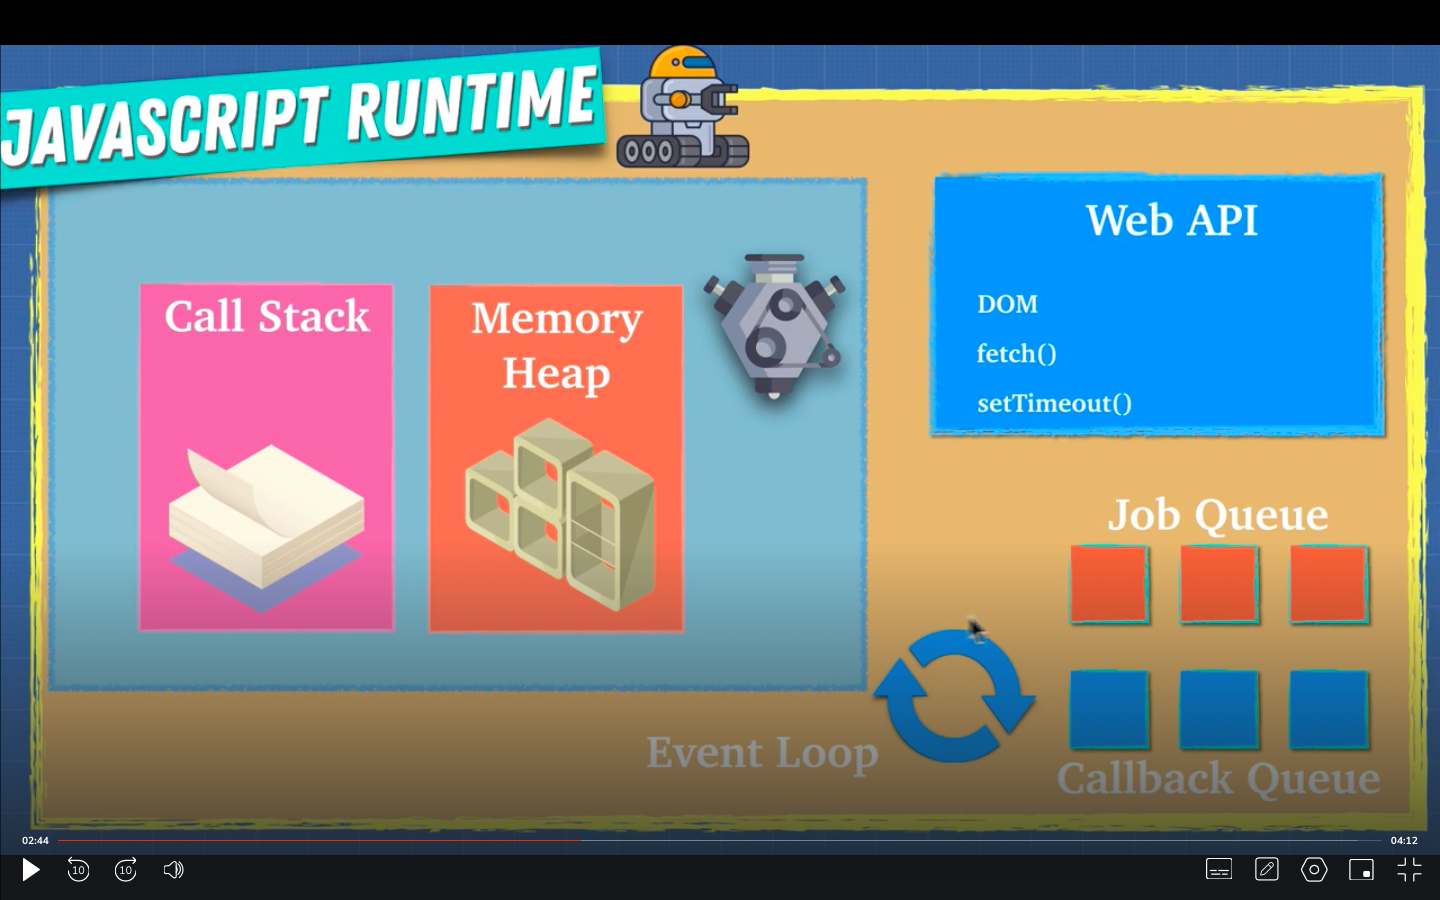 JAVASCRIPT RUNTIME
Call Stack
Memory
Heap
Web API
DOM
fetch()
setTimeout()
Job Queue
Event Loop
Callback Queue
02:44
04:12
10
10